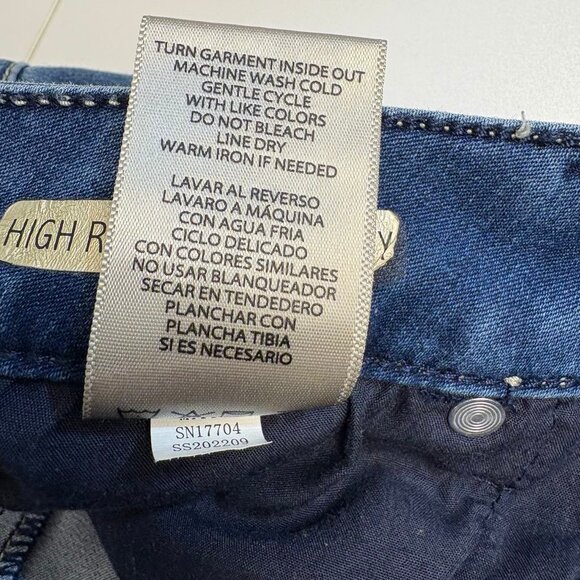 TURN GARMENT INSIDE OUT
MACHINE WASH COLD
GENTLE CYCLE
WITH LIKE COLORS
DO NOT BLEACH
LINE DRY
WARM IRON IF NEEDED
LAVAR AL REVERSO
LAVARO A MÁQUINA
CON AGUA FRIA
CICLO DELICADO
CON COLORES SIMILARES
NO USAR BLANQUEADOR
SECAR EN TENDEDERO
PLANCHAR CON
PLANCHA TIBIA
SI ES NECESARIO
HIGH
SN17704
SS202209